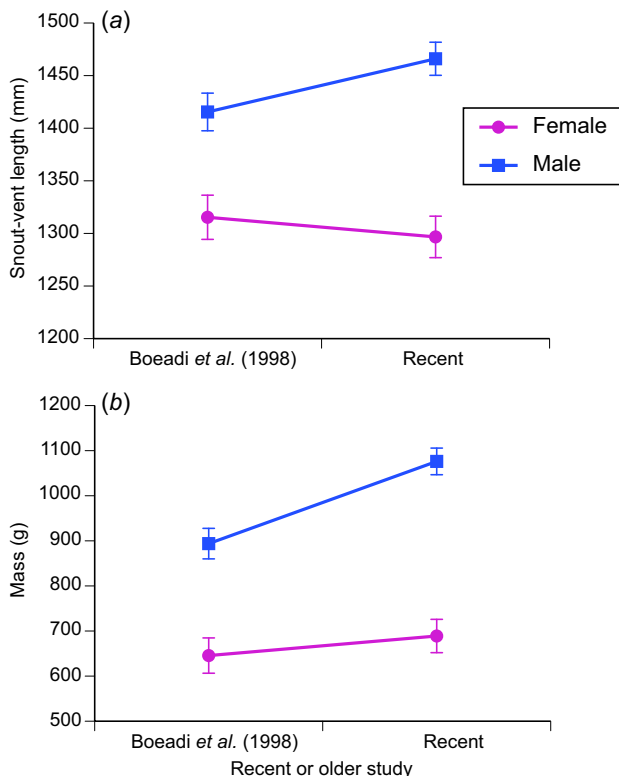 (a)
Snout-vent length (mm)
1500
1450
1400
1350
1300
1250
1200
Female
Male
Boeadi et al. (1998)
Recent
(b)
Mass (g)
1200
1100
1000
900
800
700
600
500
Boeadi et al. (1998)
Recent
Recent or older study